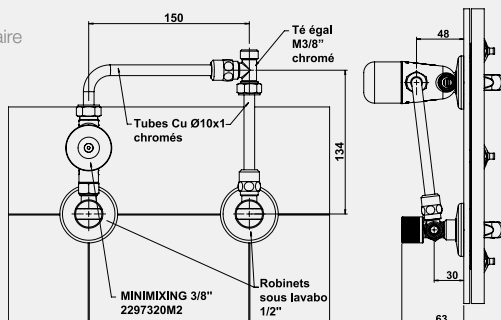 aire
150
Té égal
M3/8"
chromé
48
Tubes Cu Ø10x1
chromés
134
30
MINIMIXING 3/8"
2297320M2
Robinets
sous lavabo
1/2"
63